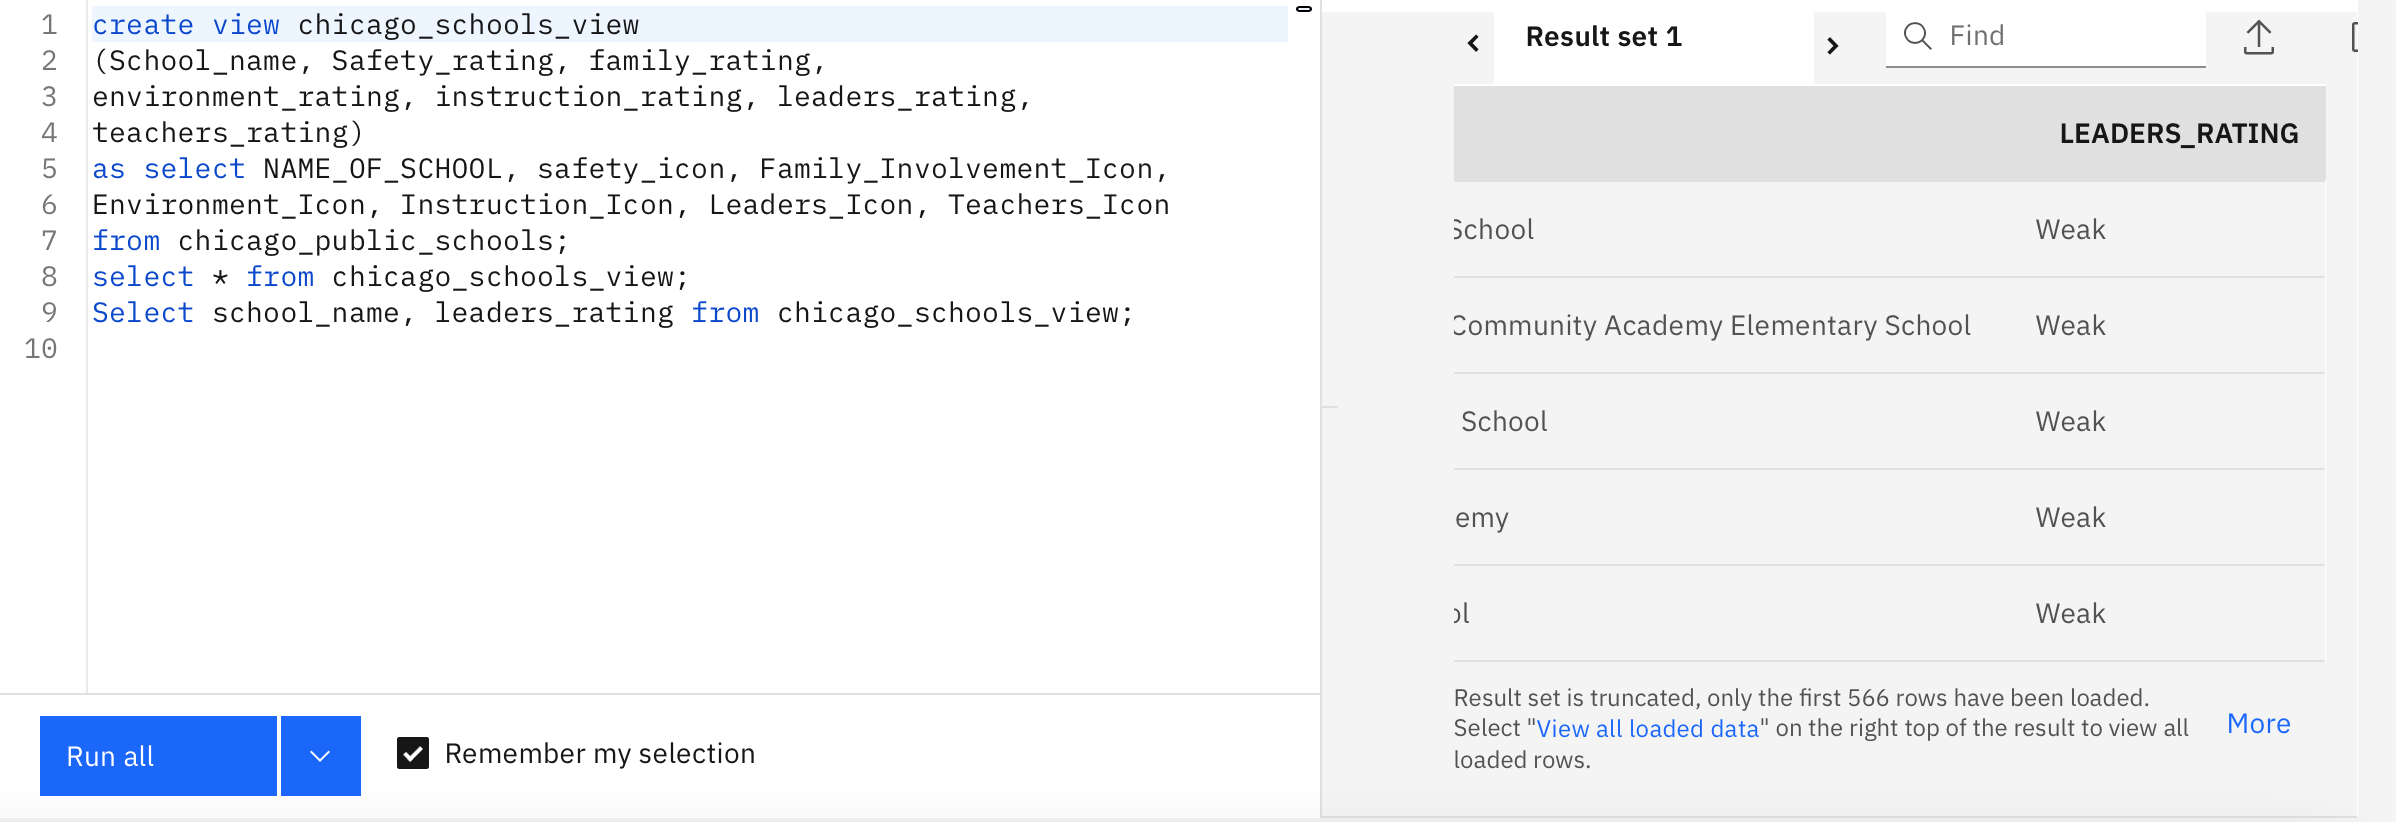 1 create view chicago_schools_view
2 (School_name, Safety_rating, family_rating,
3 environment_rating, instruction_rating, leaders_rating,
4 teachers_rating)
5 as select NAME_OF_SCHOOL, safety_icon, Family_Involvement_Icon,
6 Environment_Icon, Instruction_Icon, Leaders_Icon, Teachers_Icon
7 from chicago_public_schools;
8 select * from chicago_schools_view;
9 Select school_name, leaders_rating from chicago_schools_view;
10
Run all
Remember my selection
Result set 1
Find
LEADERS_RATING
School Weak
Community Academy Elementary School Weak
School Weak
emy Weak
ol Weak
Result set is truncated, only the first 566 rows have been loaded.
Select "View all loaded data" on the right top of the result to view all
loaded rows.
More